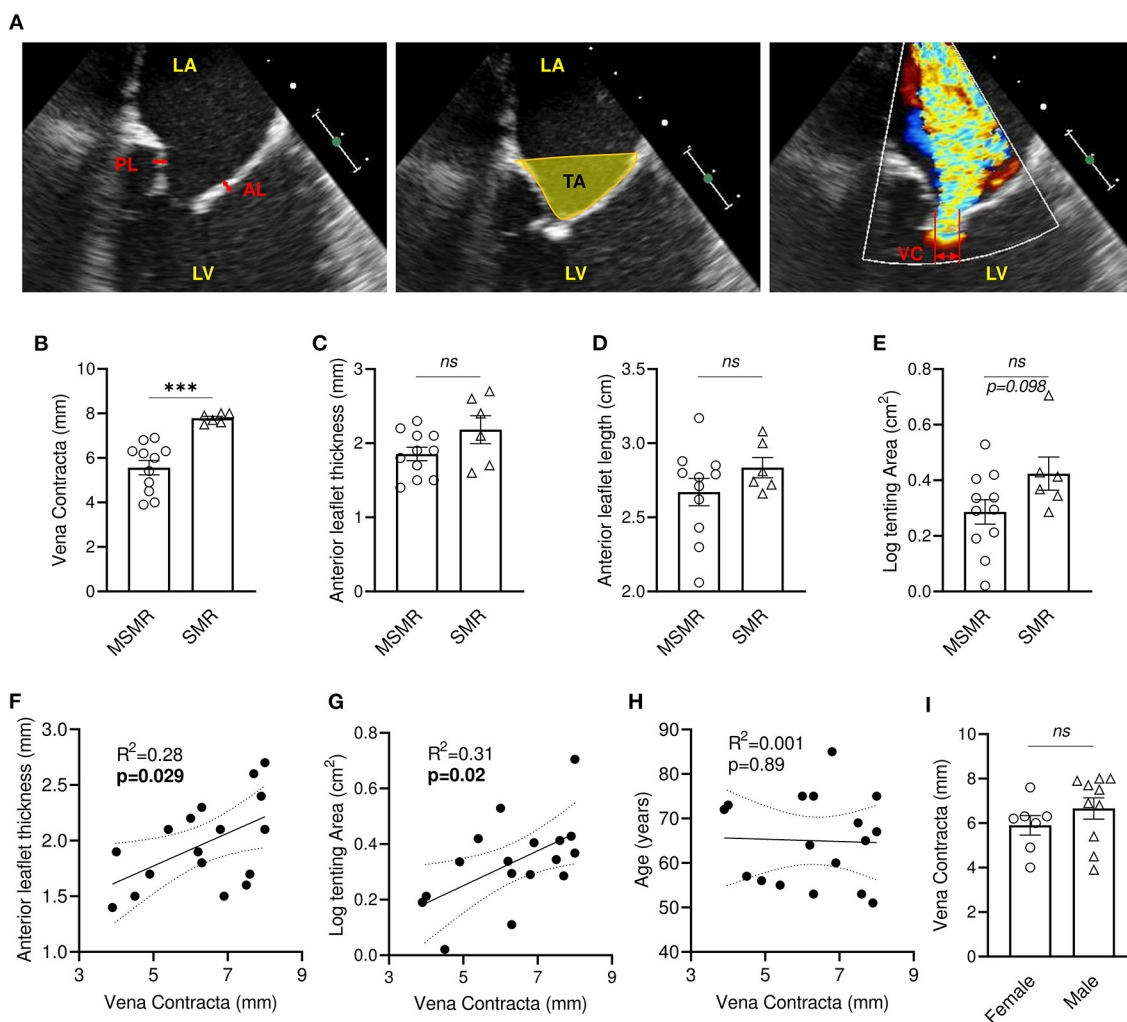 A
LA
PL
AL
LV
LA
TA
LV
VC
LV
B
Vena Contracta (mm)
10
8
6
4
2
0
***
MSMR
SMR
C
Anterior leaflet thickness (mm)
3
2
1
0
ns
MSMR
SMR
D
Anterior leaflet length (cm)
3.5
3.0
2.5
2.0
ns
MSMR
SMR
E
Log tenting Area (cm²)
0.8
0.6
0.4
0.2
0.0
ns
p=0.098
MSMR
SMR
F
Anterior leaflet thickness (mm)
3.0
2.5
2.0
1.5
1.0
R²=0.28
p=0.029
3 5 7 9
Vena Contracta (mm)
G
Log tenting Area (cm²)
0.8
0.6
0.4
0.2
0.0
R²=0.31
p=0.02
3 5 7 9
Vena Contracta (mm)
H
Age (years)
90
80
70
60
50
40
R²=0.001
p=0.89
3 5 7 9
Vena Contracta (mm)
I
Vena Contracta (mm)
10
8
6
4
2
0
ns
Female
Male